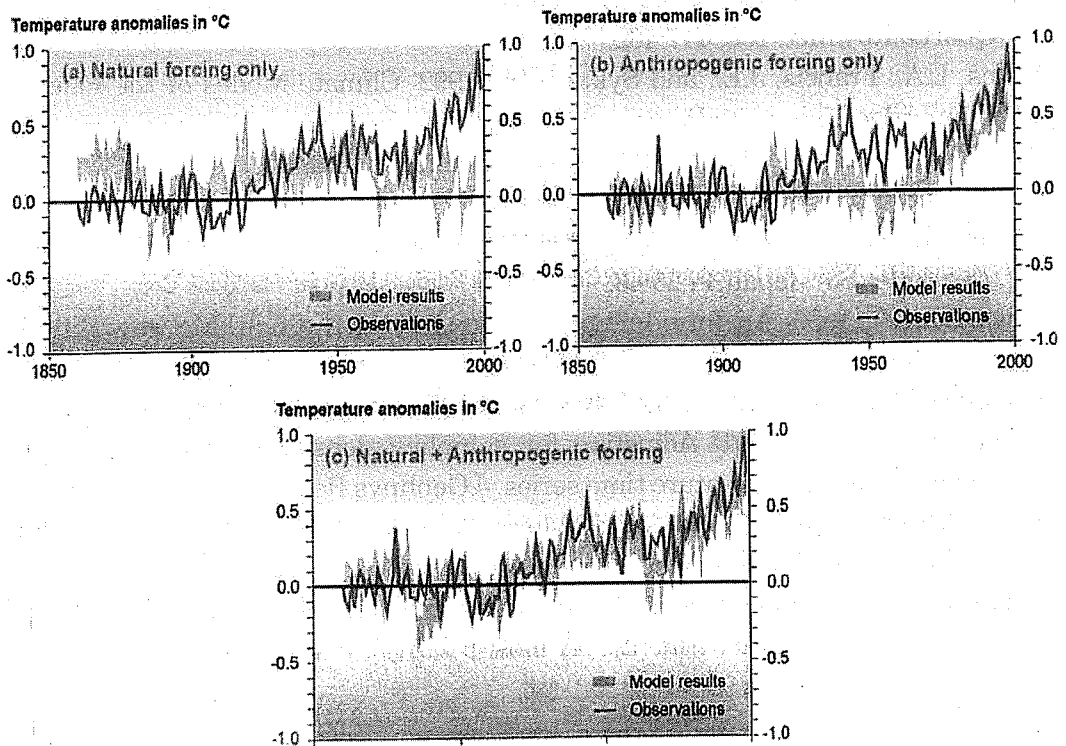 Temperature anomalies in °C
(a) Natural forcing only
1.0
0.5
0.0
-0.5
-1.0
1.0
0.5
0.0
-0.5
-1.0
Model results
Observations
1850 1900 1950 2000
Temperature anomalies in °C
(b) Anthropogenic forcing only
1.0
0.5
0.0
-0.5
-1.0
1.0
0.5
0.0
-0.5
-1.0
Model results
Observations
1850 1900 1950 2000
Temperature anomalies in °C
(c) Natural + Anthropogenic forcing
1.0
0.5
0.0
-0.5
-1.0
1.0
0.5
0.0
-0.5
-1.0
Model results
Observations